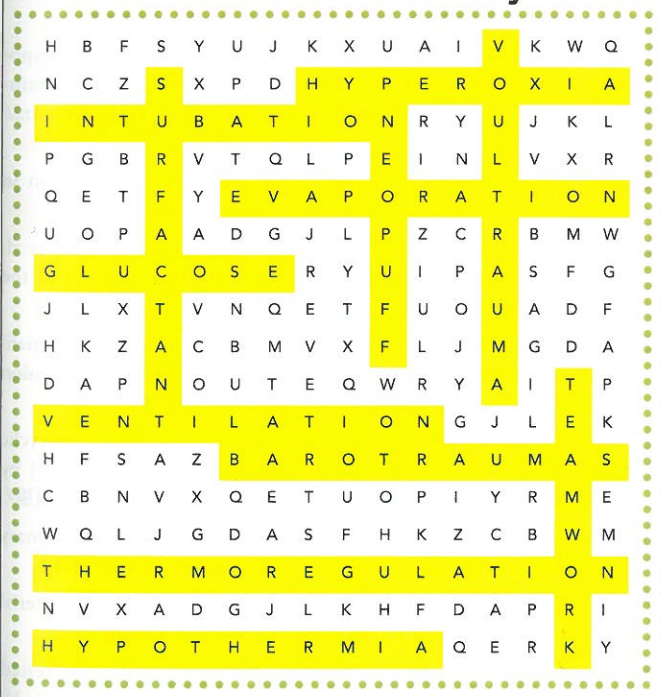 H B F S Y U J K X U A I V K W Q
N C Z S X P D H Y P E R O X I A
I N T U B A T I O N R Y U J K L
P G B R V T Q L P E I N L V X R
Q E T F Y E V A P O R A T I O N
U O P A A D G J L P Z C R B M W
G L U C O S E R Y U I P A S F G
J L X T V N Q E T F U O U A D F
H K Z A C B M V X F L J M G D A
D A P N O U T E Q W R Y A I T P
V E N T I L A T I O N G J L E K
H F S A Z B A R O T R A U M A S
C B N V X Q E T U O P I Y R M E
W Q L J G D A S F H K Z C B W M
T H E R M O R E G U L A T I O N
N V X A D G J L K H F D A P R I
H Y P O T H E R M I A Q E R K Y